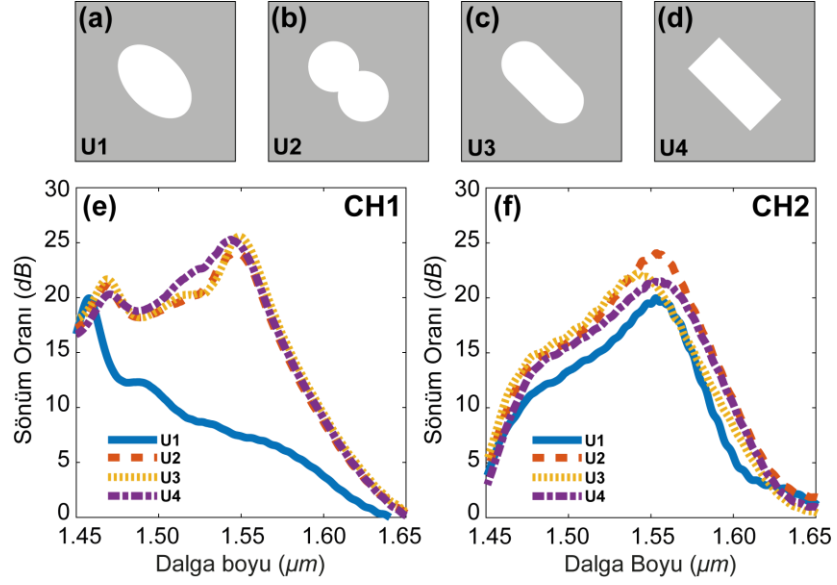 (a) (b) (c) (d)
U1 U2 U3 U4
(e) CH1
Sönüm Oranı (dB)
30
25
20
15
10
5
0
U1
U2
U3
U4
1.45 1.50 1.55 1.60 1.65
Dalga boyu (μm)
(f) CH2
Sönüm Oranı (dB)
30
25
20
15
10
5
0
U1
U2
U3
U4
1.45 1.50 1.55 1.60 1.65
Dalga Boyu (μm)